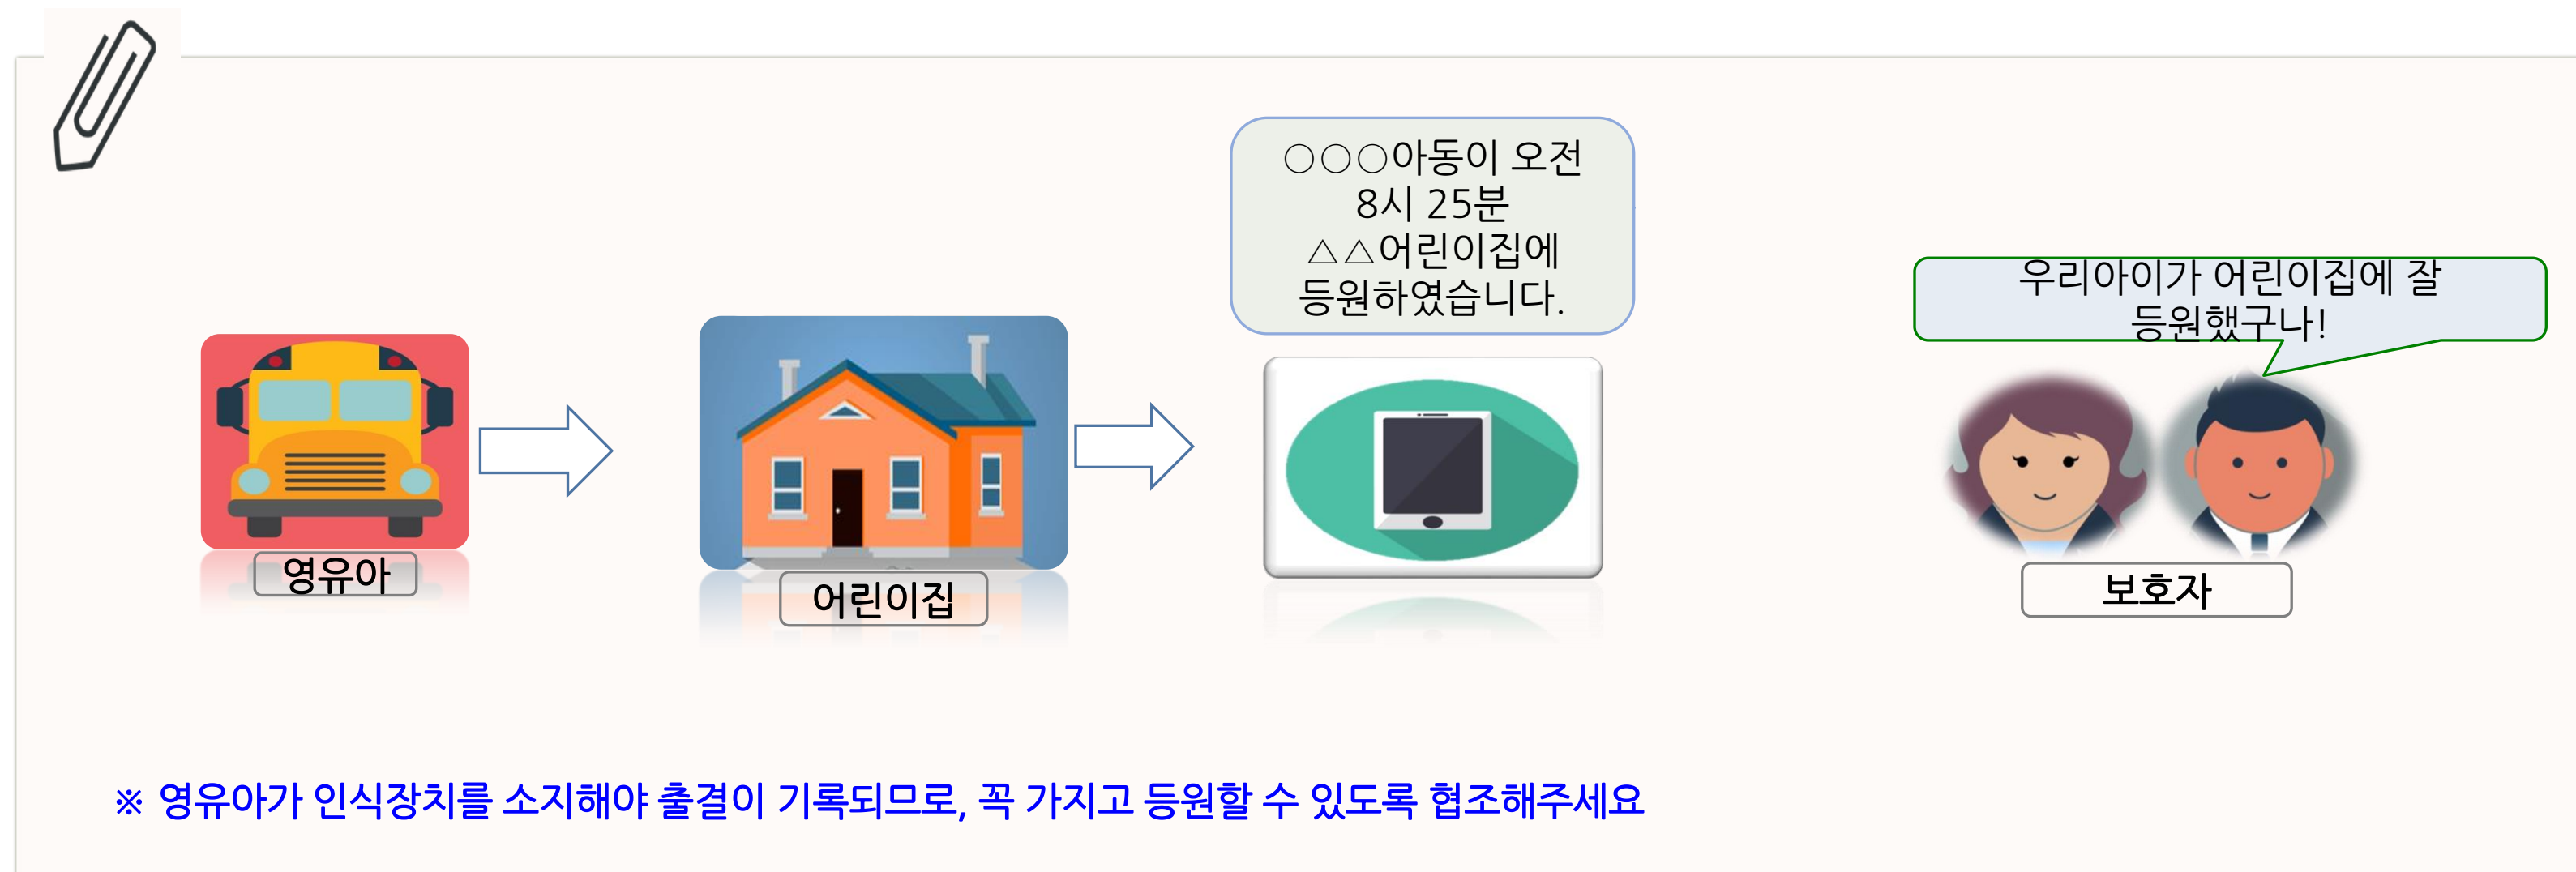 ○○○아동이 오전
8시 25분
△△어린이집에
등원하였습니다.
우리아이가 어린이집에 잘
등원했구나!
영유아
어린이집
보호자
※ 영유아가 인식장치를 소지해야 출결이 기록되므로, 꼭 가지고 등원할 수 있도록 협조해주세요